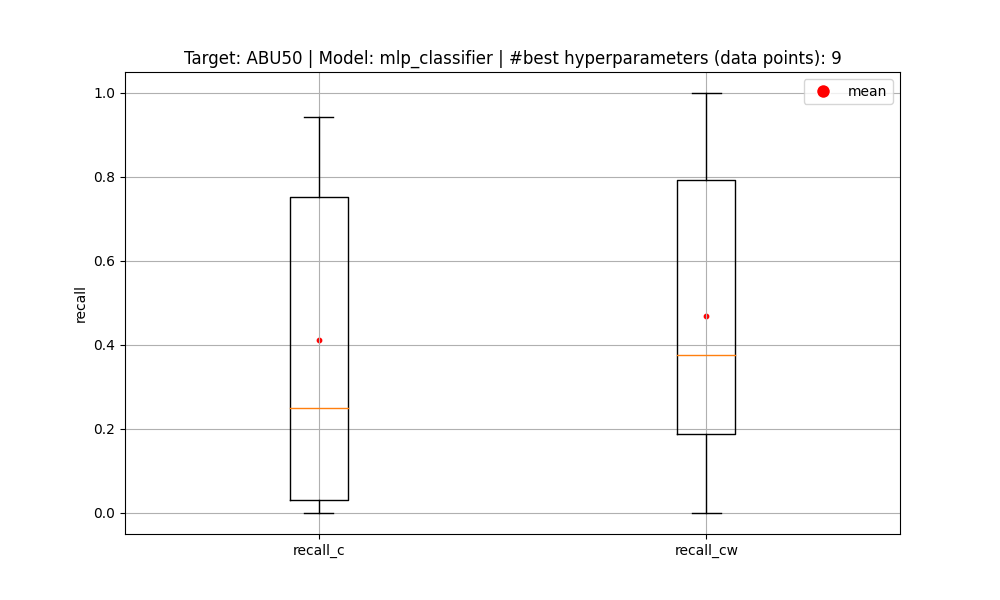 Target: ABU50 | Model: mlp_classifier | #best hyperparameters (data points): 9
mean
1.0
0.8
0.6
0.4
0.2
0.0
recall
recall_c
recall_cw